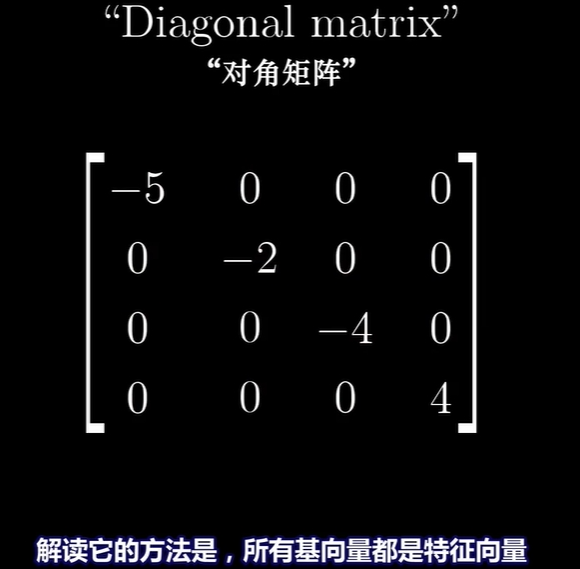 “Diagonal matrix”
“对角矩阵”
−5 0 0 0
0 −2 0 0
0 0 −4 0
0 0 0 4
解读它的方法是，所有基向量都是特征向量